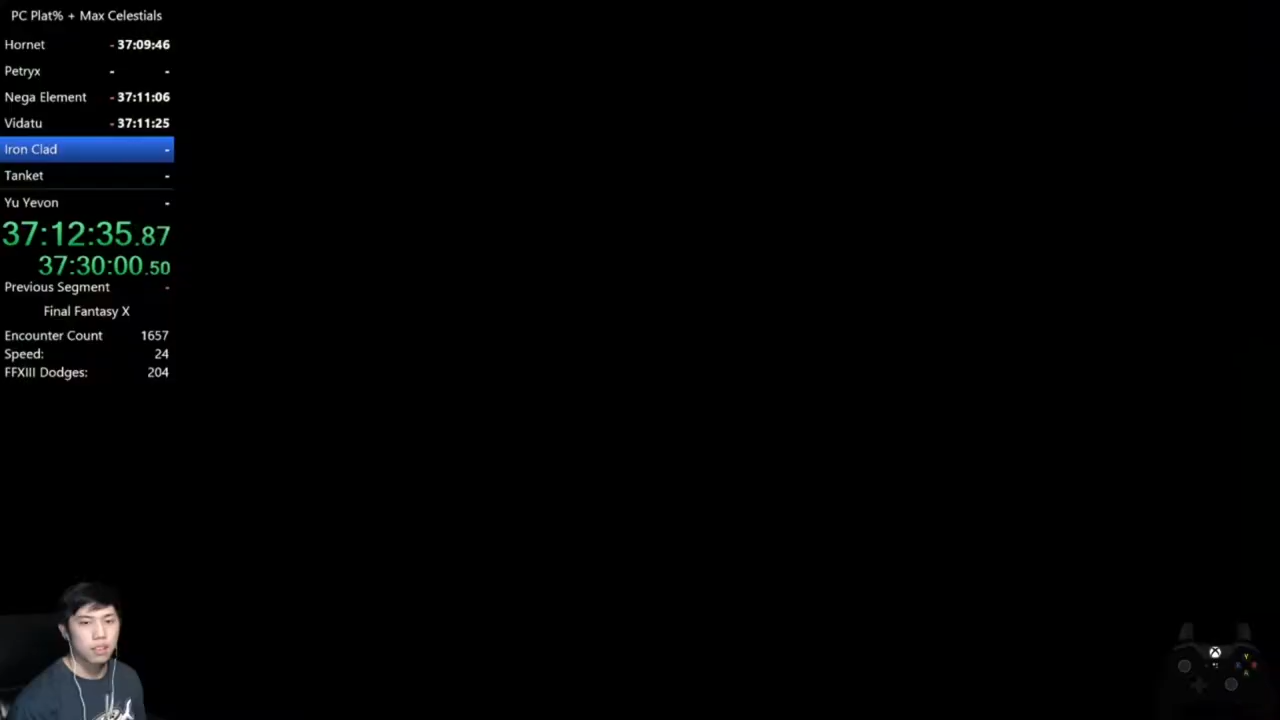 PC Plat% + Max Celestials
Hornet - 37:09:46
Petryx - -
Nega Element - 37:11:06
Vidatu - 37:11:25
Iron Clad -
Tanket -
Yu Yevon -
37:12:35.87
37:30:00.50
Previous Segment -
Final Fantasy X
Encounter Count 1657
Speed: 24
FFXIII Dodges: 204
Y
A